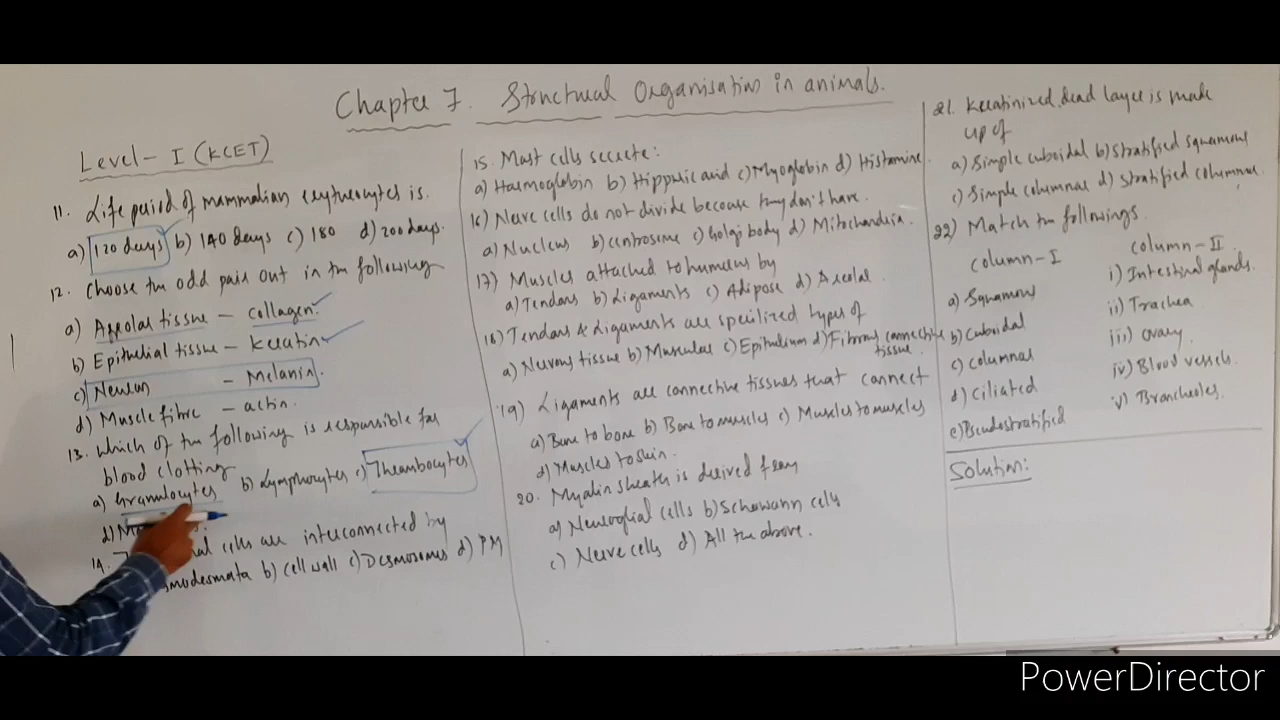 Chapter 7. Structural Organisation in animals.
Level- I (KCET)
11. Life period of mammalian erythrocytes is.
a) 120 days b) 140 days c) 180 d) 200 days.
12. Choose the odd pair out in the following
a) Areolar tissue - collagen.
b) Epithelial tissue - keratin
c) Neuron - Melanin.
d) Muscle fibre - actin.
13. Which of the following is responsible for
blood clotting
a) Granulocytes b) Lymphocytes c) Thrombocytes
d)
14. cells are interconnected by
modesmata b) cell wall c) Desmosomes d) PM
15. Mast cells secrete:
a) Haemoglobin b) Hippuric acid c) Myoglobin d) Histamine
16) Nerve cells do not divide because they don't have.
a) Nucleus b) centrosome c) Golgi body d) Mitochondria.
17) Muscles attached to humerus by
a) Tendons b) Ligaments c) Adipose d) Areolar
18) Tendons & Ligaments are specilized types of
a) Nervous tissue b) Muscular c) Epithelium d) Fibrous connective
tissue.
19) Ligaments are connective tissues that connect
a) Bone to bone b) Bone to muscles c) Muscles to muscles
d) Muscles to skin.
20. Myalin sheath is derived from
a) Neuroglial cells b) Schewann cells
c) Nerve cells d) All the above.
21. Keratinized dead layer is made
up of
a) Simple cuboidal b) Stratified squamous
c) Simple columnar d) Stratified columnar
22) Match the followings.
column-I column-II
a) Squamous i) Intestinal glands.
b) cuboidal ii) Trachea
c) columnar iii) Ovary
d) Ciliated iv) Blood vessels.
e) Pseudostratified v) Brancheoles.
Solution:
PowerDirector